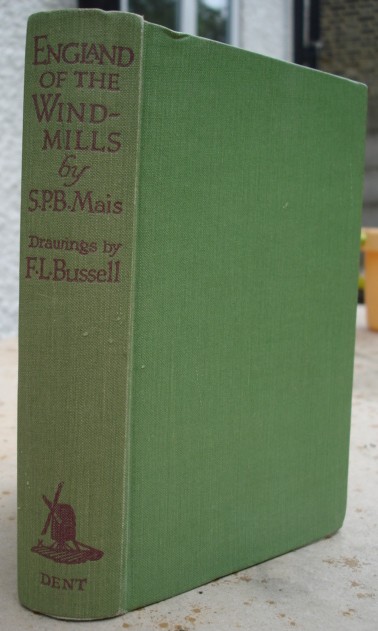 ENGLAND
OF THE
WIND-
MILLS
by
S.P.B. Mais
Drawings by
F.L. Bussell
DENT